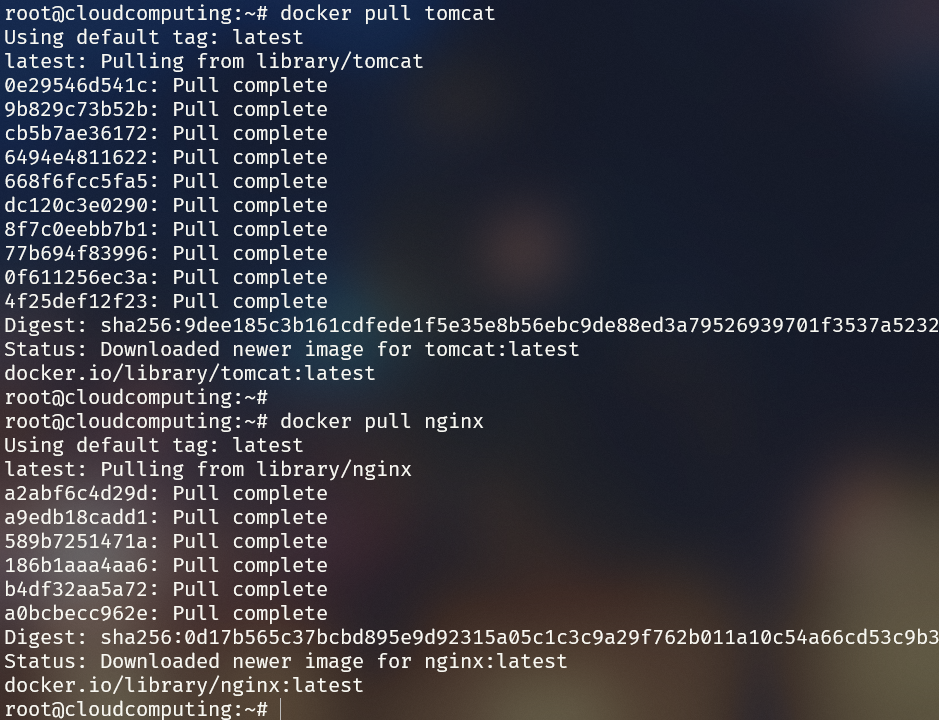 root@cloudcomputing:~# docker pull tomcat
Using default tag: latest
latest: Pulling from library/tomcat
0e29546d541c: Pull complete
9b829c73b52b: Pull complete
cb5b7ae36172: Pull complete
6494e4811622: Pull complete
668f6fcc5fa5: Pull complete
dc120c3e0290: Pull complete
8f7c0eebb7b1: Pull complete
77b694f83996: Pull complete
0f611256ec3a: Pull complete
4f25def12f23: Pull complete
Digest: sha256:9dee185c3b161cdfede1f5e35e8b56ebc9de88ed3a79526939701f3537a5232
Status: Downloaded newer image for tomcat:latest
docker.io/library/tomcat:latest
root@cloudcomputing:~#
root@cloudcomputing:~# docker pull nginx
Using default tag: latest
latest: Pulling from library/nginx
a2abf6c4d29d: Pull complete
a9edb18cadd1: Pull complete
589b7251471a: Pull complete
186b1aaa4aa6: Pull complete
b4df32aa5a72: Pull complete
a0bcbecc962e: Pull complete
Digest: sha256:0d17b565c37bcbd895e9d92315a05c1c3c9a29f762b011a10c54a66cd53c9b3
Status: Downloaded newer image for nginx:latest
docker.io/library/nginx:latest
root@cloudcomputing:~#